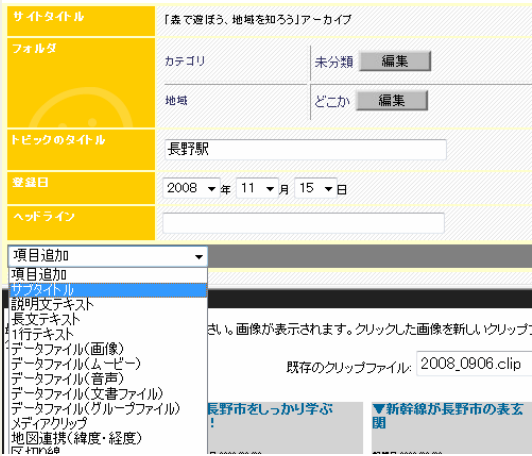 サイトタイトル
「森で遊ぼう、地域を知ろう」アーカイブ
フォルダ
カテゴリ
未分類 編集
地域
どこか 編集
トピックのタイトル
長野駅
登録日
2008 年 11 月 15 日
ヘッドライン
項目追加
項目追加
サブタイトル
説明文テキスト
長文テキスト
1行テキスト
データファイル(画像)
データファイル(ムービー)
データファイル(音声)
データファイル(文書ファイル)
データファイル(グループファイル)
メディアクリップ
地図連携(緯度・経度)
区切り線
さい。画像が表示されます。クリックした画像を新しいクリップフ
既存のクリップファイル: 2008_0906.clip
長野市をしっかり学ぶ
!
▼新幹線が長野市の表玄
関